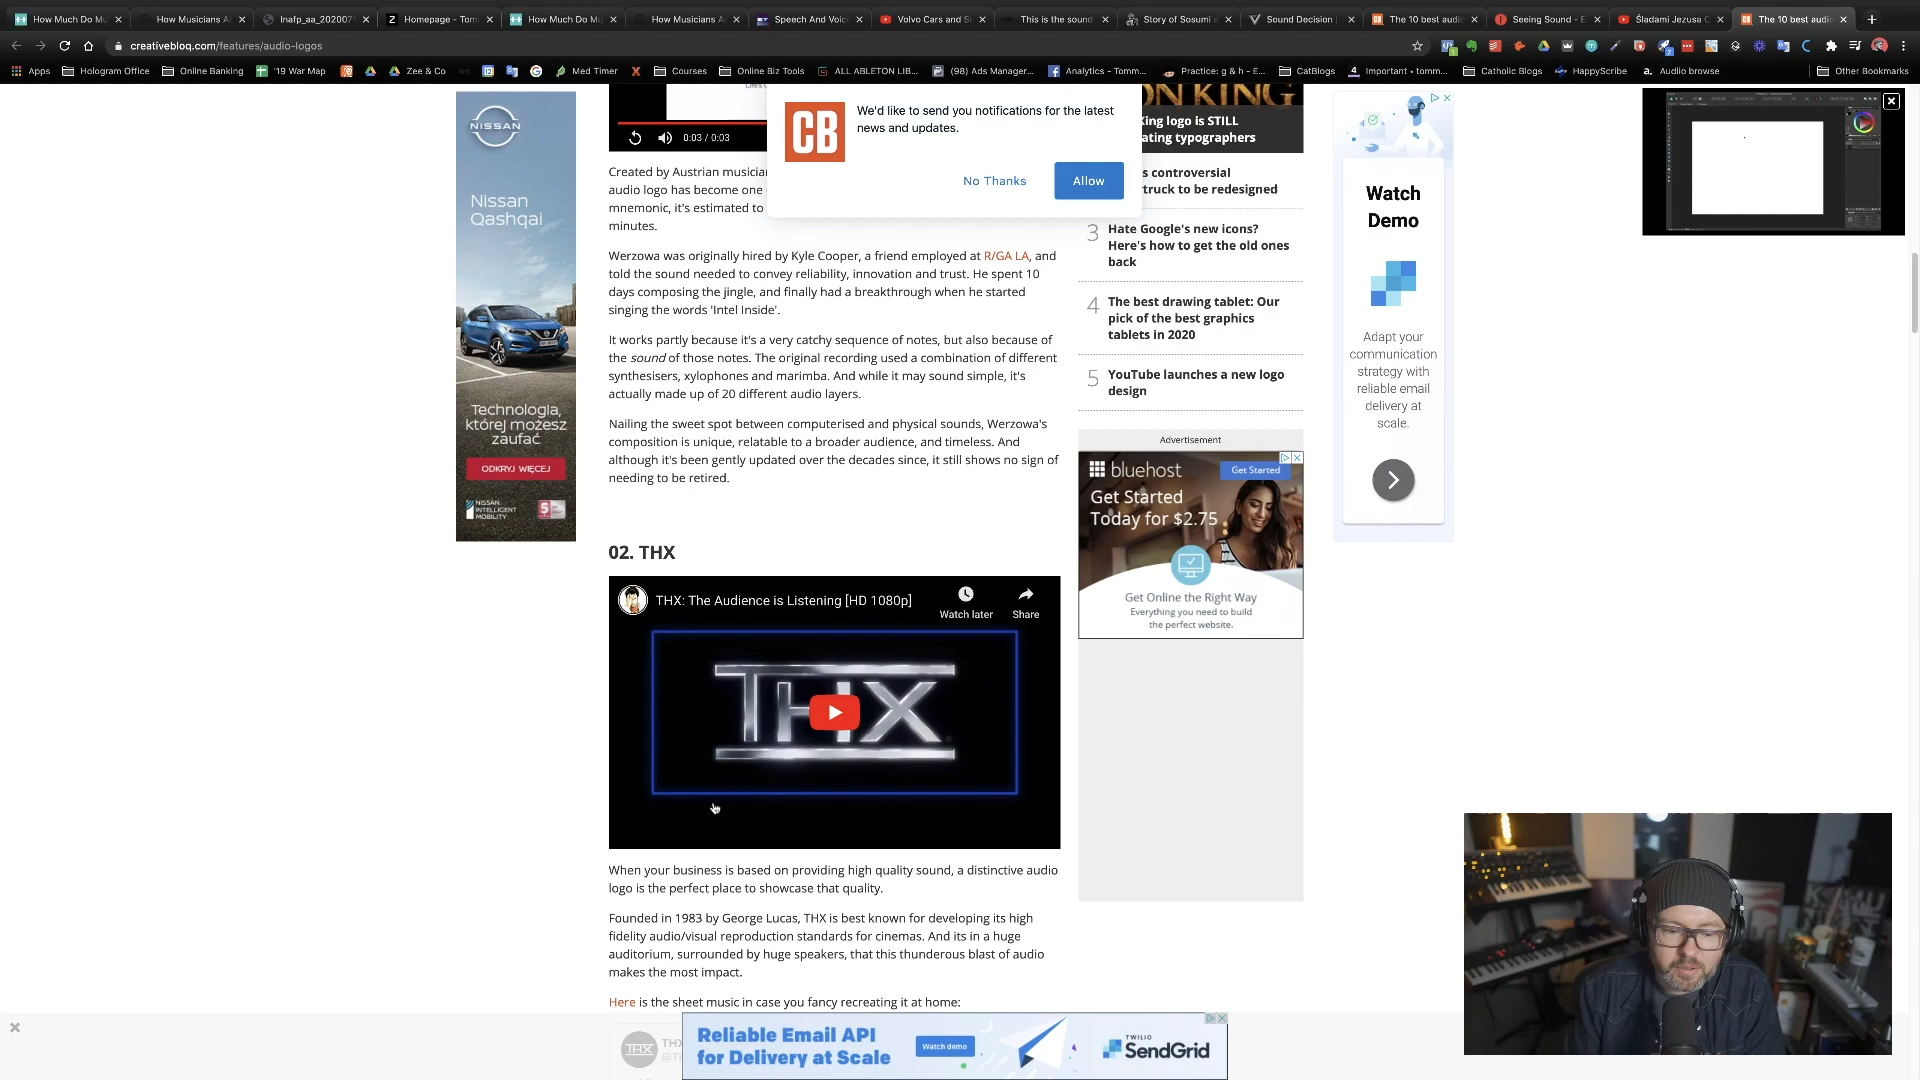 How Much Do Mu
How Musicians Ae
lnafp_aa_202007
Homepage - Tom
How Much Do Mu
How Musicians Ae
Speech And Voic
Volvo Cars and S
This is the sound
Story of Sosumi a
Sound Decision
The 10 best audio
Seeing Sound - E
Śladami Jezusa C
The 10 best audio
creativebloq.com/features/audio-logos
Apps
Hologram Office
Online Banking
'19 War Map
Zee & Co
Med Timer
Courses
Online Biz Tools
ALL ABLETON LIB...
(98) Ads Manager...
Analytics - Tomm...
Practice: g & h - E...
CatBlogs
Important • tomm...
Catholic Blogs
HappyScribe
Audiio browse
Other Bookmarks
NISSAN
Nissan
Qashqai
Technologia,
której możesz
zaufać
ODKRYJ WIĘCEJ
NISSAN
INTELLIGENT
MOBILITY
0:03 / 0:03
CB
We'd like to send you notifications for the latest
news and updates.
No Thanks
Allow
Created by Austrian musician
audio logo has become one
mnemonic, it's estimated to
minutes.
Werzowa was originally hired by Kyle Cooper, a friend employed at R/GA LA, and
told the sound needed to convey reliability, innovation and trust. He spent 10
days composing the jingle, and finally had a breakthrough when he started
singing the words 'Intel Inside'.
It works partly because it's a very catchy sequence of notes, but also because of
the sound of those notes. The original recording used a combination of different
synthesisers, xylophones and marimba. And while it may sound simple, it's
actually made up of 20 different audio layers.
Nailing the sweet spot between computerised and physical sounds, Werzowa's
composition is unique, relatable to a broader audience, and timeless. And
although it's been gently updated over the decades since, it still shows no sign of
needing to be retired.
02. THX
THX: The Audience is Listening [HD 1080p]
Watch later
Share
THX
When your business is based on providing high quality sound, a distinctive audio
logo is the perfect place to showcase that quality.
Founded in 1983 by George Lucas, THX is best known for developing its high
fidelity audio/visual reproduction standards for cinemas. And its in a huge
auditorium, surrounded by huge speakers, that this thunderous blast of audio
makes the most impact.
Here is the sheet music in case you fancy recreating it at home:
THX
ON KING
King logo is STILL
ating typographers
s controversial
truck to be redesigned
3 Hate Google's new icons?
Here's how to get the old ones
back
4 The best drawing tablet: Our
pick of the best graphics
tablets in 2020
5 YouTube launches a new logo
design
Advertisement
bluehost
Get Started
Get Started
Today for $2.75
Get Online the Right Way
Everything you need to build
the perfect website.
Watch
Demo
Adapt your
communication
strategy with
reliable email
delivery at
scale.
Reliable Email API
for Delivery at Scale
Watch demo
TWILIO
SendGrid